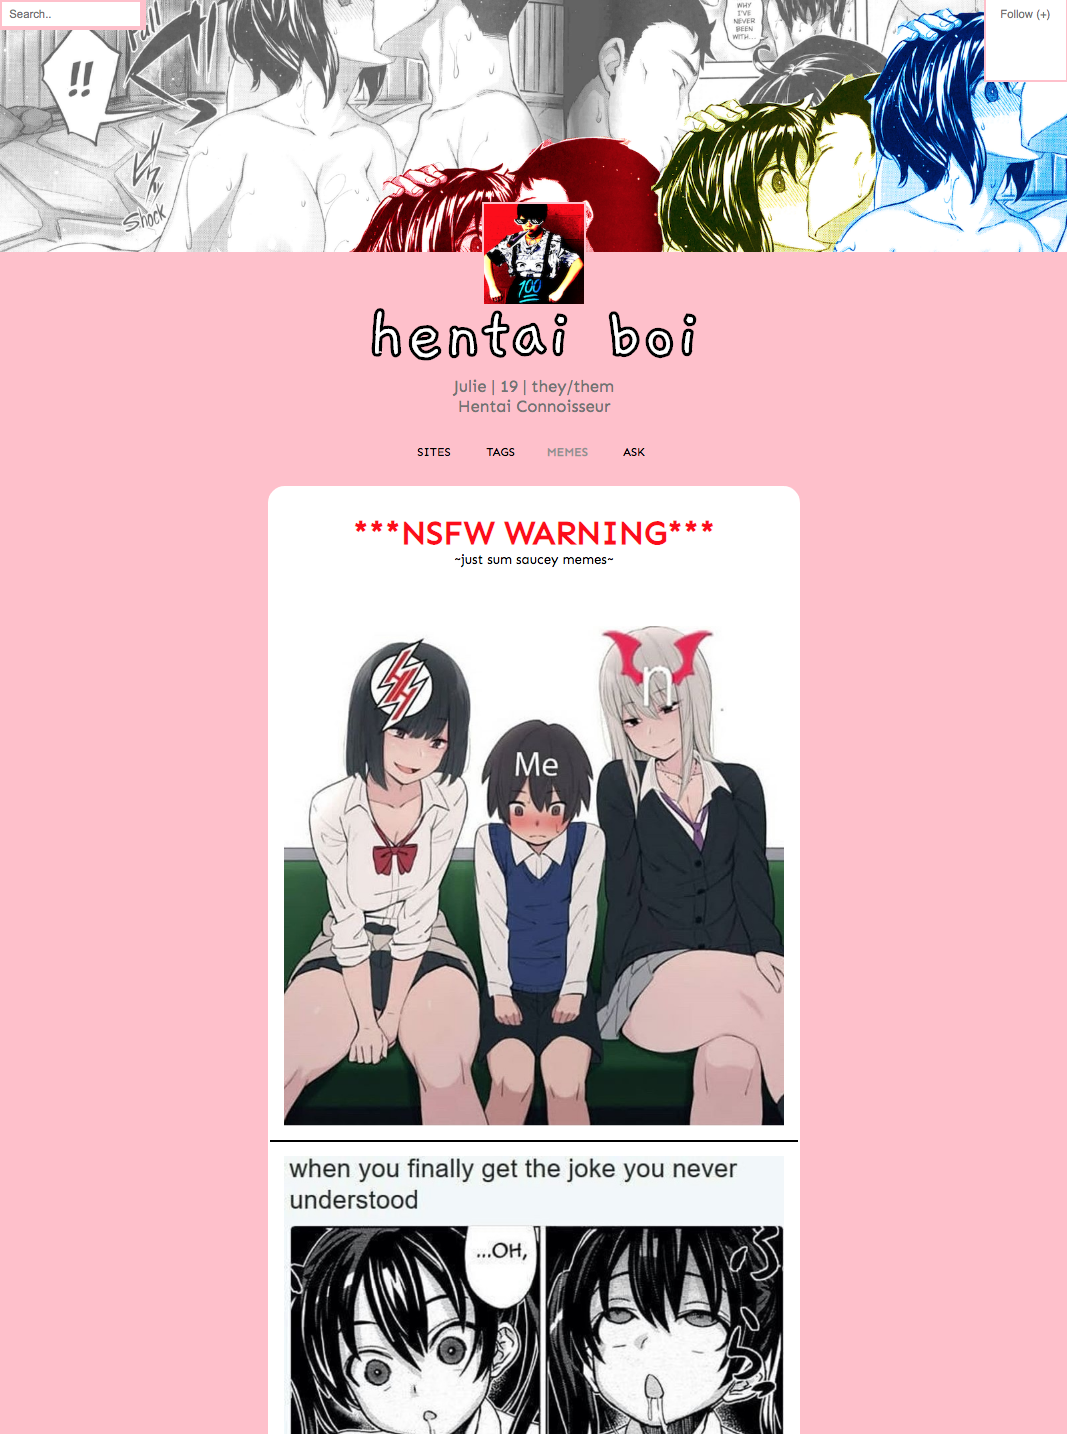 Search..
Follow (+)
WHY
I'VE
NEVER
BEEN
WITH...
!!
Shock
100
hentai boi
Julie | 19 | they/them
Hentai Connoisseur
SITES TAGS MEMES ASK
***NSFW WARNING***
~just sum saucey memes~
n
Me
when you finally get the joke you never
understood
...OH,